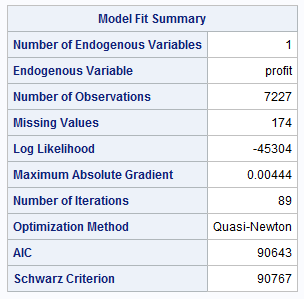 Model Fit Summary
Number of Endogenous Variables 1
Endogenous Variable profit
Number of Observations 7227
Missing Values 174
Log Likelihood -45304
Maximum Absolute Gradient 0.00444
Number of Iterations 89
Optimization Method Quasi-Newton
AIC 90643
Schwarz Criterion 90767